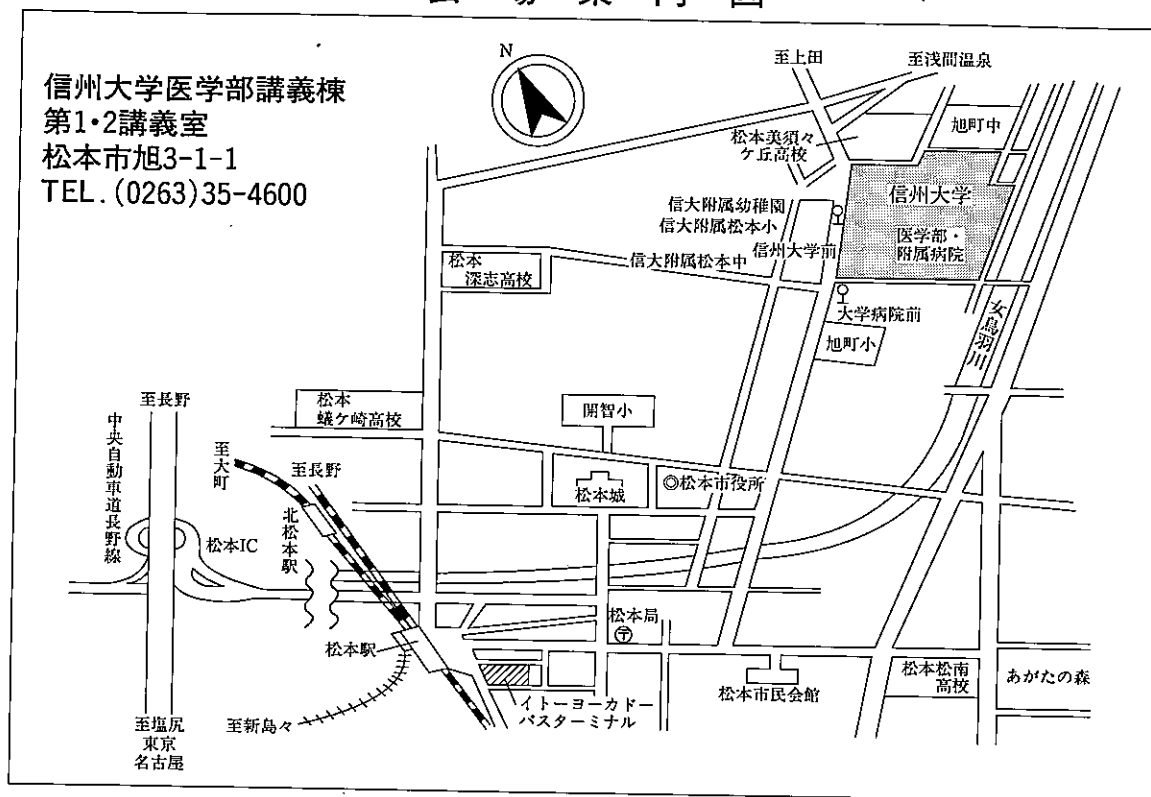 会場案内図
信州大学医学部講義棟
第1・2講義室
松本市旭3-1-1
TEL.(0263)35-4600
N
至上田
至浅間温泉
松本美須々
ケ丘高校
旭町中
信大附属幼稚園
信大附属松本小
信州大学前
信州大学
医学部・
附属病院
松本
深志高校
信大附属松本中
大学病院前
旭町小
女鳥羽川
至長野
松本
蟻ケ崎高校
開智小
中央自動車道長野線
至大町
至長野
松本城
◎松本市役所
北松本駅
松本IC
松本局
〒
松本駅
松本市民会館
松本松南
高校
あがたの森
イトーヨーカドー
バスターミナル
至新島々
至塩尻
東京
名古屋